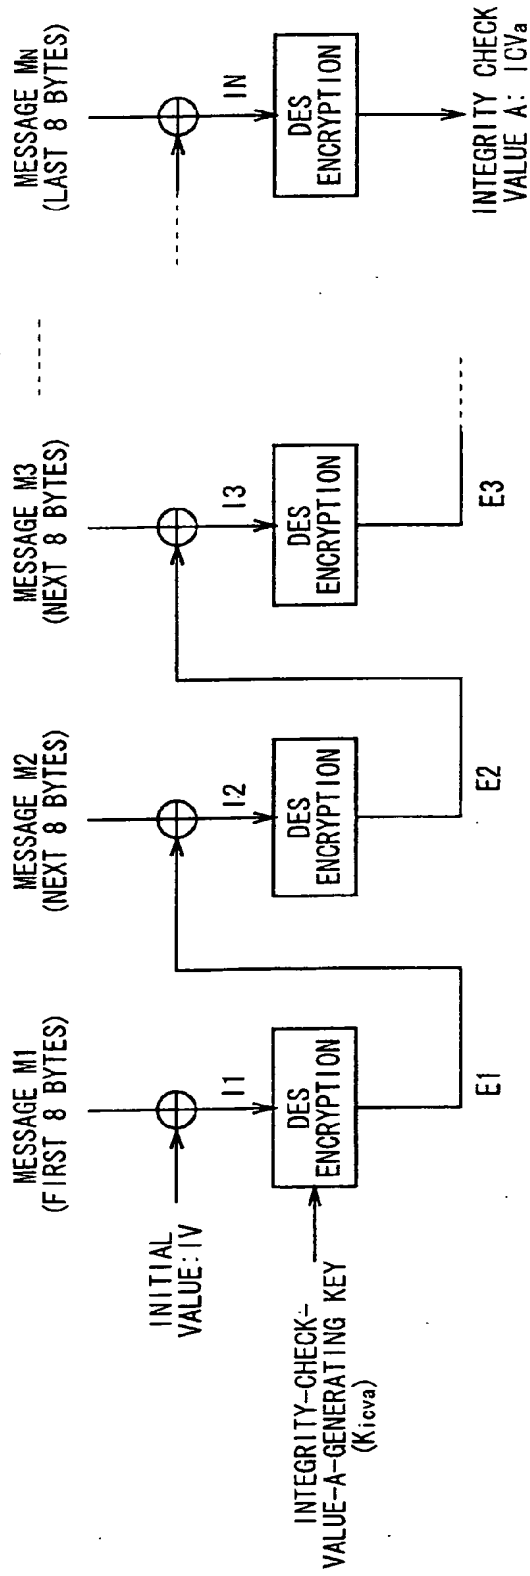 MESSAGE M1
(FIRST 8 BYTES)
MESSAGE M2
(NEXT 8 BYTES)
MESSAGE M3
(NEXT 8 BYTES)
MESSAGE MN
(LAST 8 BYTES)
INITIAL
VALUE:IV
I1
I2
I3
IN
INTEGRITY-CHECK-
VALUE-A-GENERATING KEY
(Kicva)
DES
ENCRYPTION
DES
ENCRYPTION
DES
ENCRYPTION
DES
ENCRYPTION
E1
E2
E3
INTEGRITY CHECK
VALUE A: ICVa